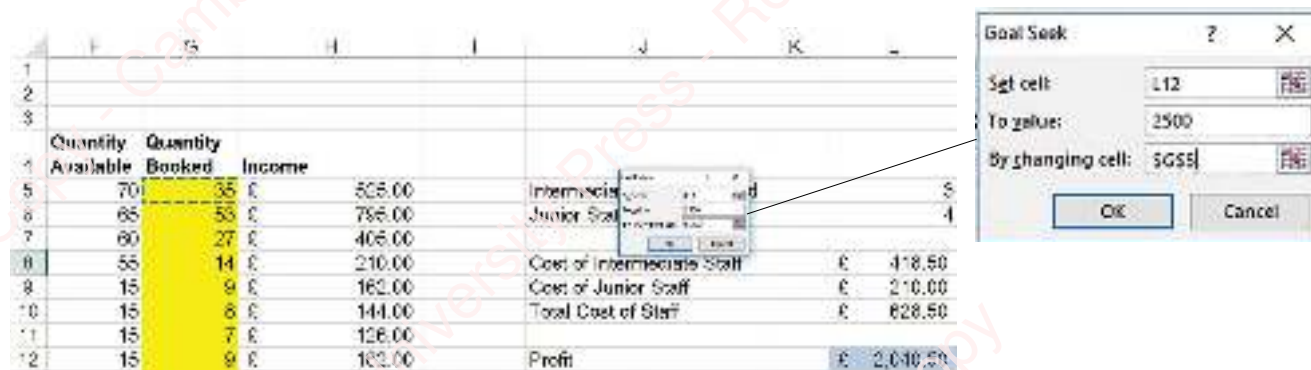 Goal Seek ? X
Set cell: L12
To value: 2500
By changing cell: $G$5
OK Cancel
F G H I J K L
1
2
3
Quantity Quantity
4 Available Booked Income
5 70 35 £ 525.00 3
6 65 53 £ 795.00 Junior 4
7 60 27 £ 405.00
8 55 14 £ 210.00 Cost of Intermediate Staff £ 418.50
9 15 9 £ 162.00 Cost of Junior Staff £ 210.00
10 15 8 £ 144.00 Total Cost of Staff £ 628.50
11 15 7 £ 126.00
12 15 9 £ 162.00 Profit £